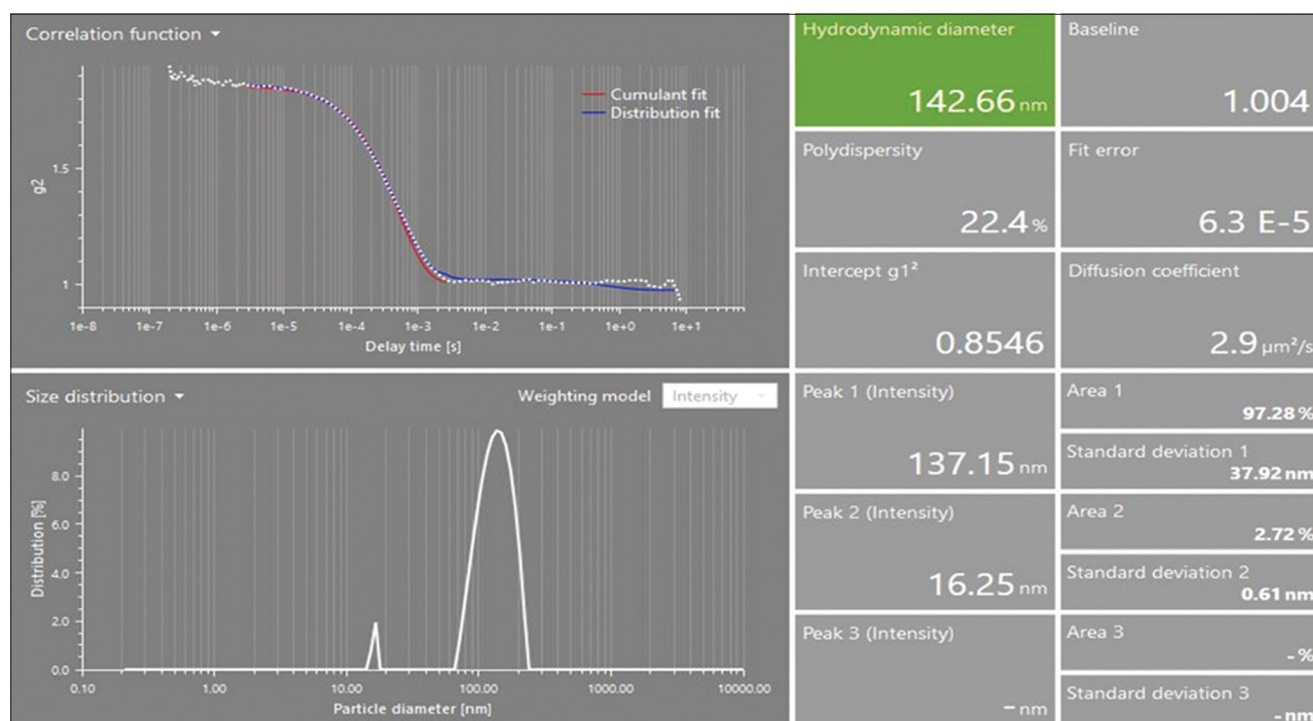 Correlation function
Cumulant fit
Distribution fit
1.5
g2
1
1e-8 1e-7 1e-6 1e-5 1e-4 1e-3 1e-2 1e-1 1e+0 1e+1
Delay time [s]
Size distribution
Weighting model Intensity
8.0
6.0
4.0
2.0
0.0
Distribution [%]
0.10 1.00 10.00 100.00 1000.00 10000.00
Particle diameter [nm]
Hydrodynamic diameter
142.66 nm
Baseline
1.004
Polydispersity
22.4 %
Fit error
6.3 E-5
Intercept g1²
0.8546
Diffusion coefficient
2.9 µm²/s
Peak 1 (Intensity)
137.15 nm
Area 1
97.28 %
Standard deviation 1
37.92 nm
Peak 2 (Intensity)
16.25 nm
Area 2
2.72 %
Standard deviation 2
0.61 nm
Peak 3 (Intensity)
– nm
Area 3
- %
Standard deviation 3
- nm